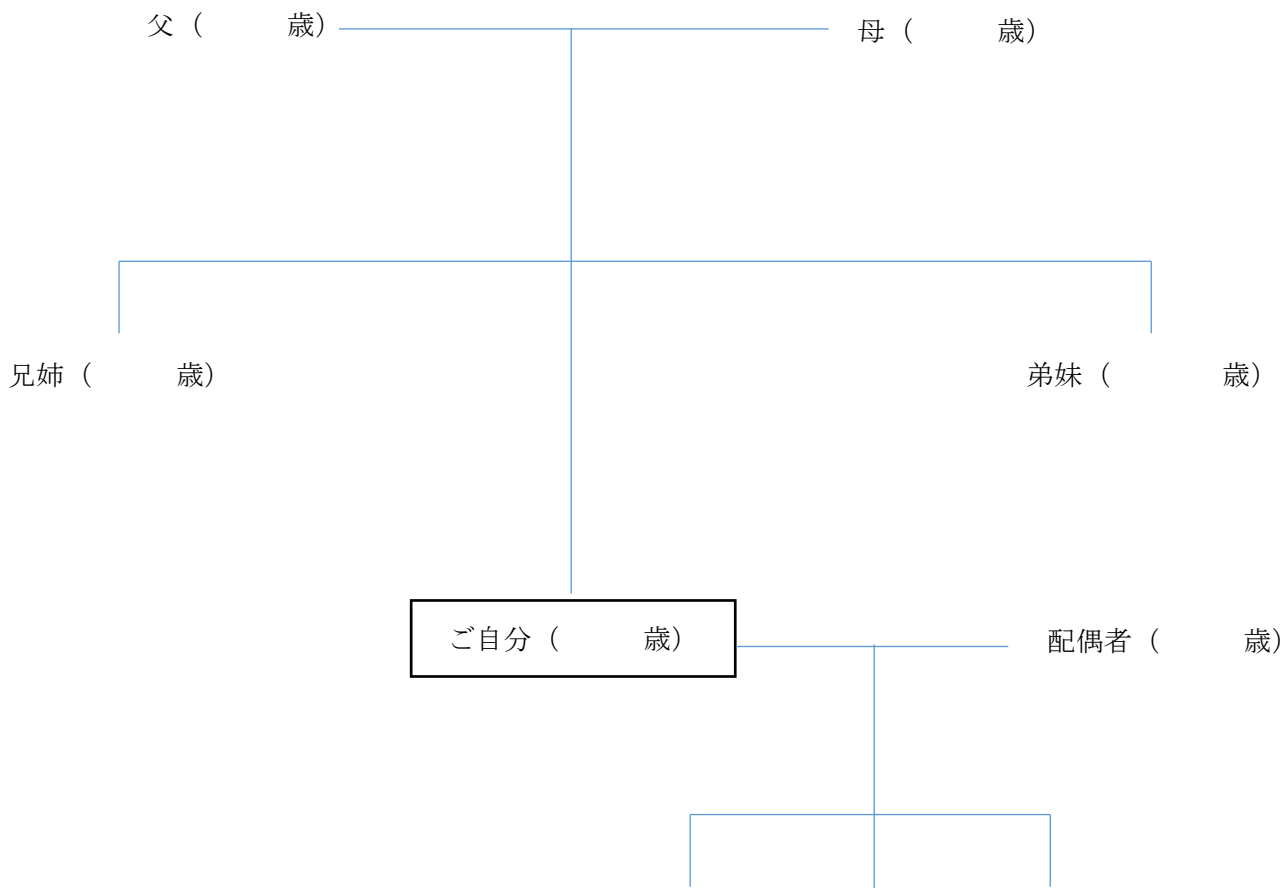 父（　　　歳）
母（　　　歳）
兄姉（　　　歳）
弟妹（　　　　歳）
ご自分（　　　歳）
配偶者（　　　歳）